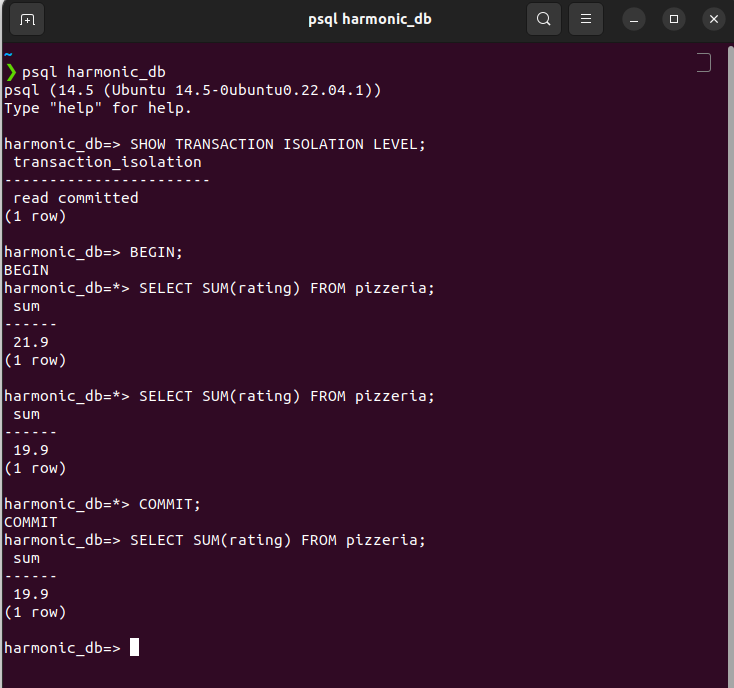 psql harmonic_db
~
❯ psql harmonic_db
psql (14.5 (Ubuntu 14.5-0ubuntu0.22.04.1))
Type "help" for help.
harmonic_db=> SHOW TRANSACTION ISOLATION LEVEL;
transaction_isolation
-----------------------
read committed
(1 row)
harmonic_db=> BEGIN;
BEGIN
harmonic_db=*> SELECT SUM(rating) FROM pizzeria;
sum
------
21.9
(1 row)
harmonic_db=*> SELECT SUM(rating) FROM pizzeria;
sum
------
19.9
(1 row)
harmonic_db=*> COMMIT;
COMMIT
harmonic_db=> SELECT SUM(rating) FROM pizzeria;
sum
------
19.9
(1 row)
harmonic_db=>